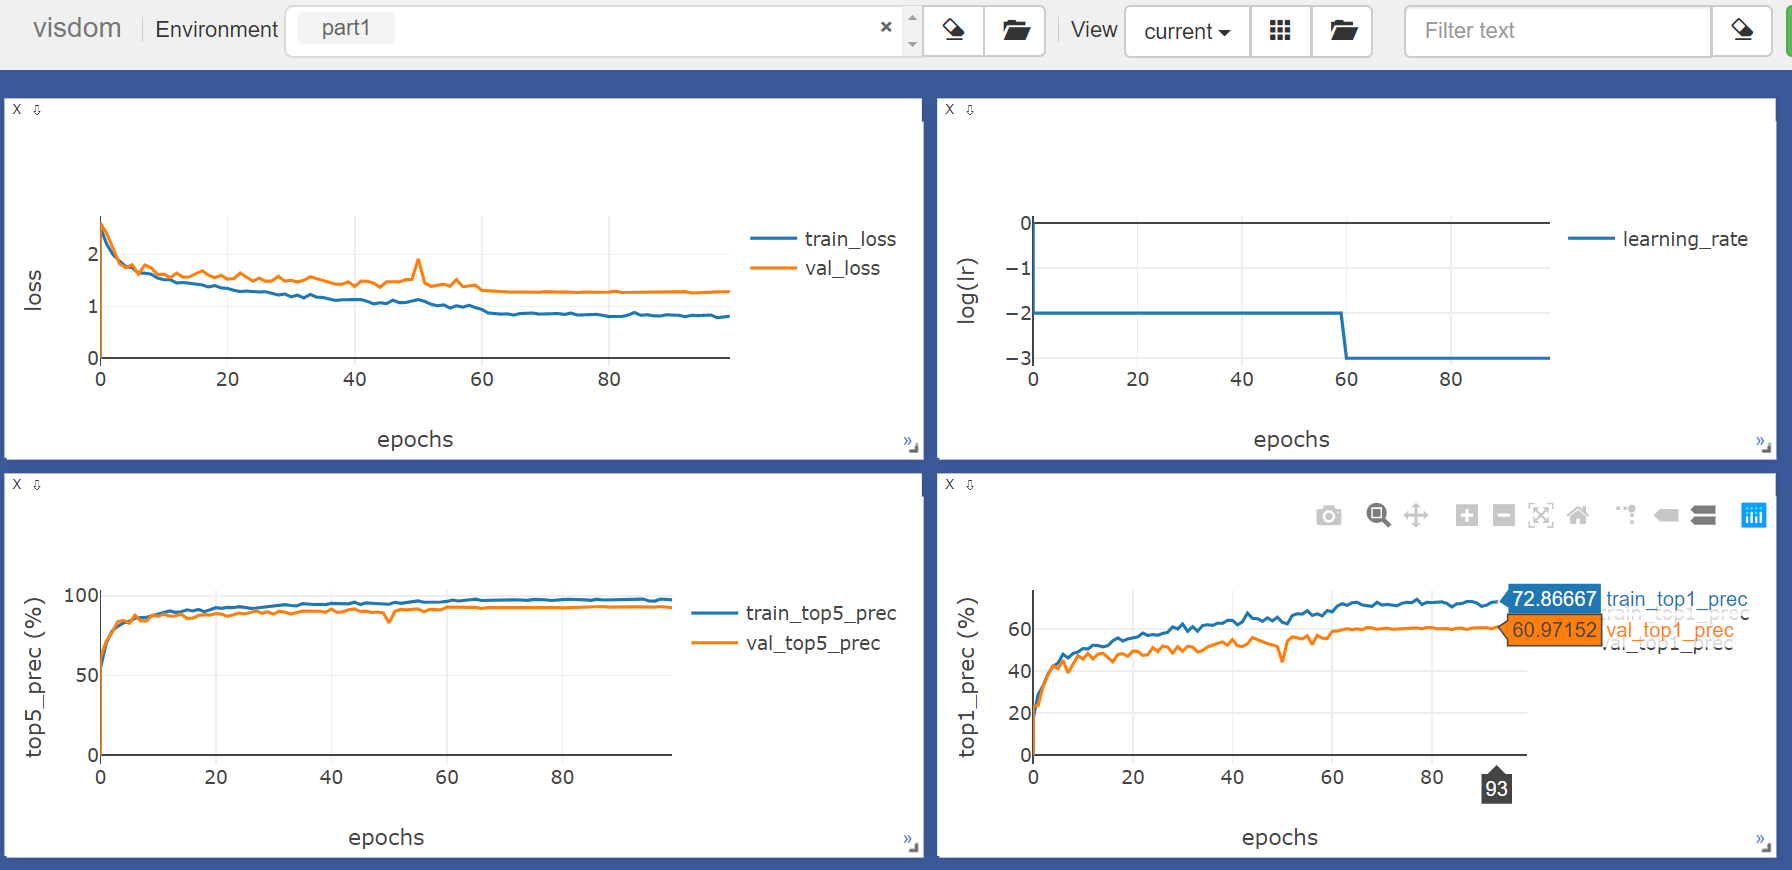 visdom Environment part1 × View current Filter text
X ⇩
2
1
0
0 20 40 60 80
loss
epochs
train_loss
val_loss
»
X ⇩
0
−1
−2
−3
0 20 40 60 80
log(lr)
epochs
learning_rate
»
X ⇩
100
50
0
0 20 40 60 80
top5_prec (%)
epochs
train_top5_prec
val_top5_prec
»
X ⇩
60
40
20
0
0 20 40 60 80
93
top1_prec (%)
epochs
72.86667 train_top1_prec
train_top1_prec
60.97152 val_top1_prec
val_top1_prec
»